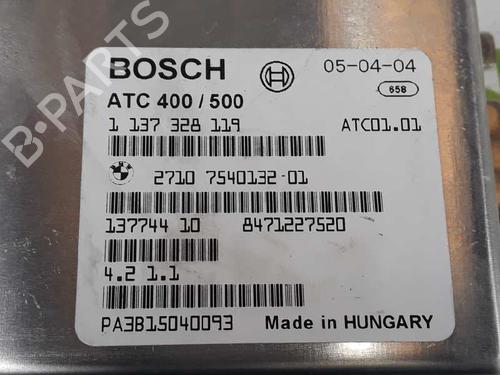 BOSCH 05-04-04
ATC 400 / 500 658
1 137 328 119 ATC01.01
2710 7540132-01
137744 10 8471227520
4.2 1.1
PA3B15040093 Made in HUNGARY